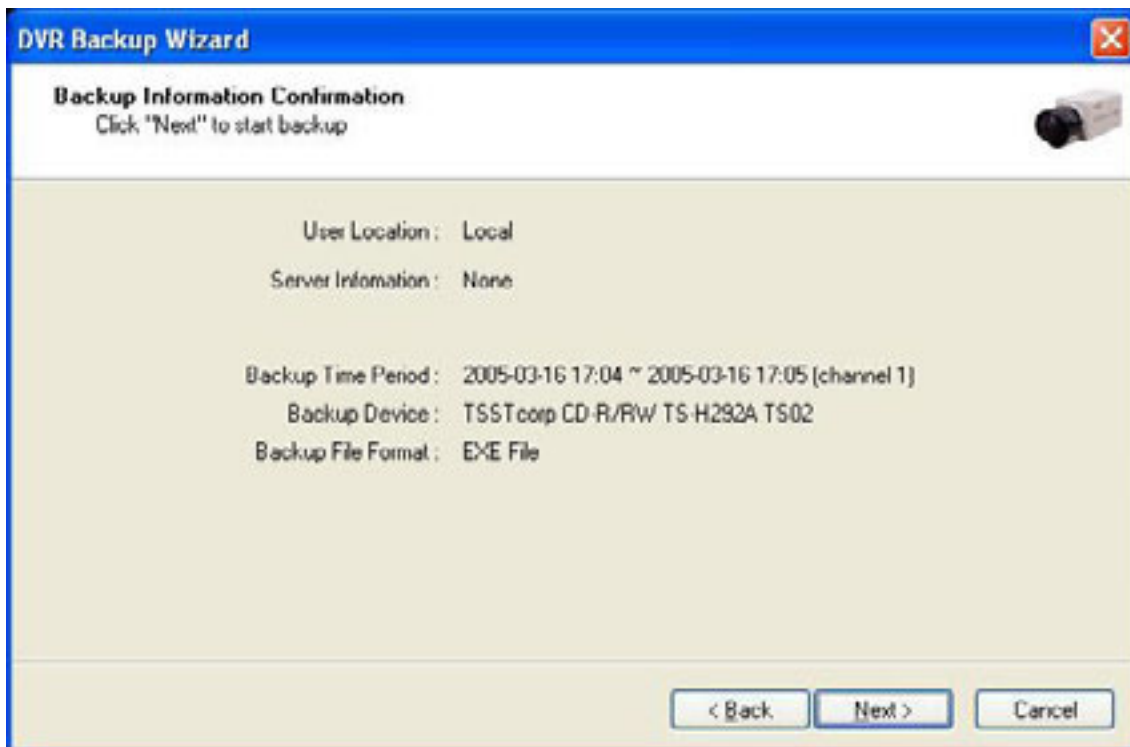 DVR Backup Wizard
Backup Information Confirmation
Click "Next" to start backup
User Location : Local
Server Infomation : None
Backup Time Period : 2005-03-16 17:04 ~ 2005-03-16 17:05 (channel 1)
Backup Device : TSSTcorp CD-R/RW TS-H292A TS02
Backup File Format : EXE File
< Back Next > Cancel